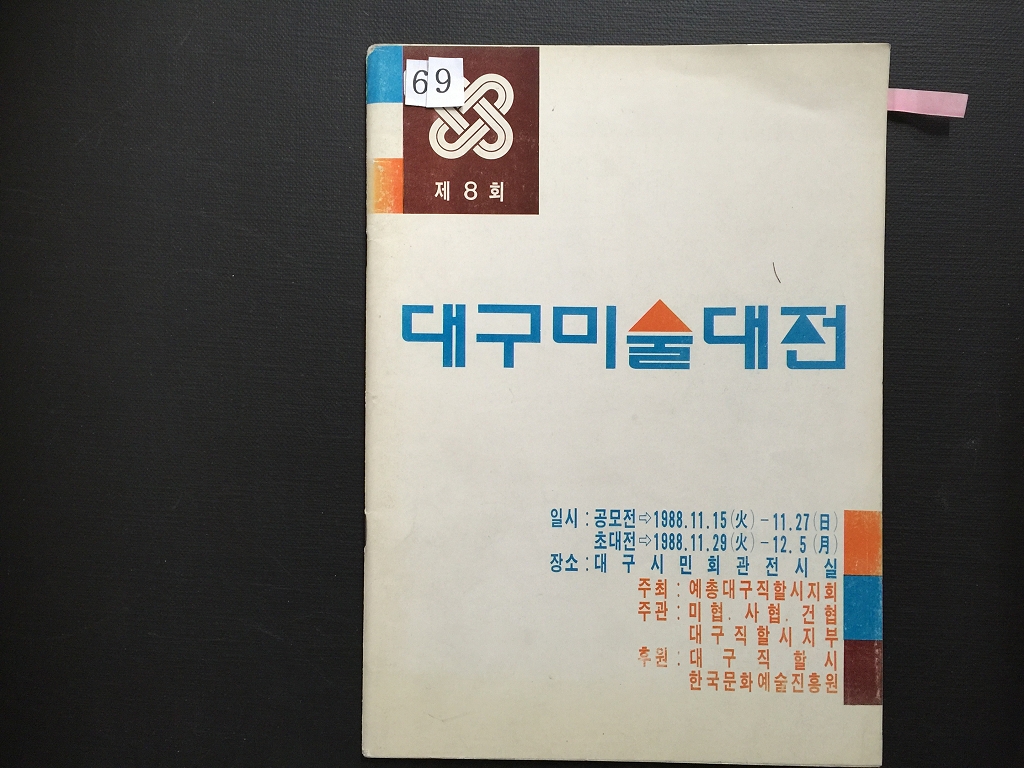 69
제 8 회
대구미술대전
일시 : 공모전⇨1988.11.15(火)-11.27(日)
초대전⇨1988.11.29(火)-12. 5(月)
장소 : 대구시민회관전시실
주최 : 예총대구직할시지회
주관 : 미협. 사협. 건협
대구직할시지부
후원 : 대구직할시
한국문화예술진흥원